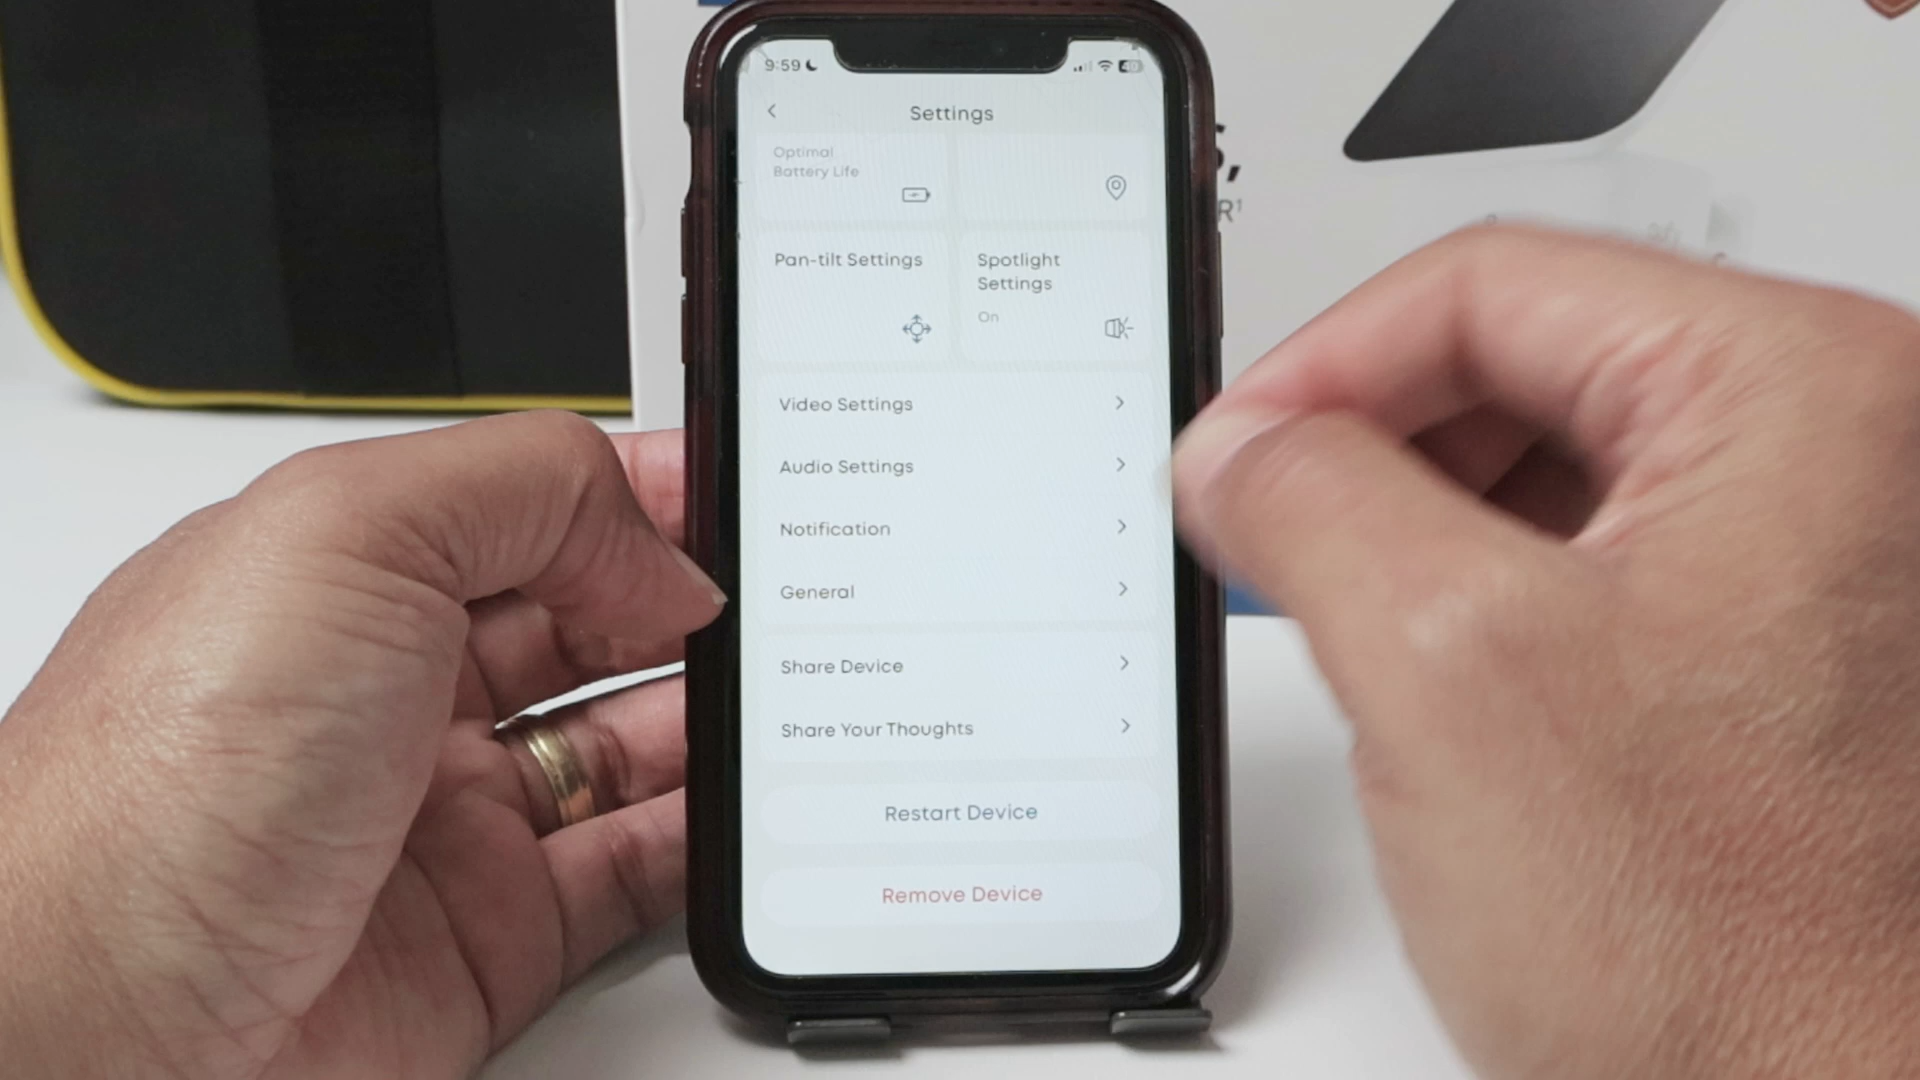 9:59
Settings
Optimal
Battery Life
Pan-tilt Settings
Spotlight
Settings
On
Video Settings
Audio Settings
Notification
General
Share Device
Share Your Thoughts
Restart Device
Remove Device
S,
R¹